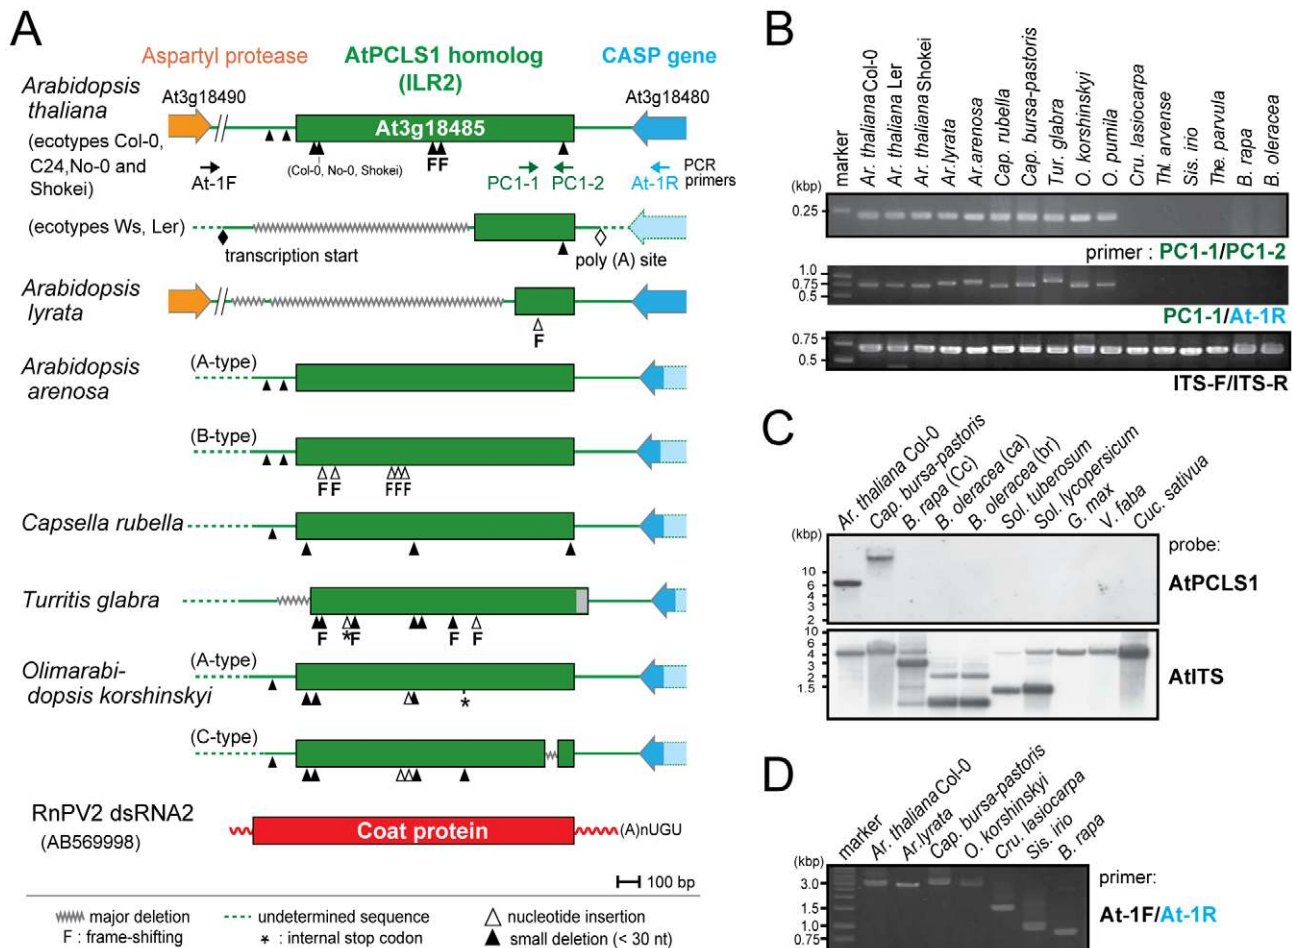 A
Aspartyl protease
AtPCLS1 homolog
(ILR2)
CASP gene
Arabidopsis
thaliana
(ecotypes Col-0,
C24,No-0 and
Shokei)
At3g18490
At3g18485
At3g18480
(Col-0, No-0, Shokei)
F F
At-1F
PC1-1
PC1-2
At-1R
PCR
primers
(ecotypes Ws, Ler)
transcription start
poly (A) site
Arabidopsis
lyrata
F
Arabidopsis
arenosa
(A-type)
(B-type)
F F
F F F
Capsella rubella
Turritis glabra
F
* F
F
F
Olimarabi-
dopsis korshinskyi
(A-type)
*
(C-type)
RnPV2 dsRNA2
(AB569998)
Coat protein
(A)nUGU
100 bp
major deletion
undetermined sequence
nucleotide insertion
F : frame-shifting
* : internal stop codon
small deletion (< 30 nt)
B
marker
Ar. thaliana Col-0
Ar. thaliana Ler
Ar. thaliana Shokei
Ar.lyrata
Ar.arenosa
Cap. rubella
Cap. bursa-pastoris
Tur. glabra
O. korshinskyi
O. pumila
Cru. lasiocarpa
Thl. arvense
Sis. irio
The. parvula
B. rapa
B. oleracea
(kbp)
0.25
primer : PC1-1/PC1-2
1.0
0.75
0.5
PC1-1/At-1R
0.75
0.5
ITS-F/ITS-R
C
Ar. thaliana Col-0
Cap. bursa-pastoris
B. rapa (Cc)
B. oleracea (ca)
B. oleracea (br)
Sol. tuberosum
Sol. lycopersicum
G. max
V. faba
Cuc. sativua
(kbp)
10
6
4
3
2
probe:
AtPCLS1
10
6
4
3
2
1.5
AtITS
D
marker
Ar. thaliana Col-0
Ar.lyrata
Cap. bursa-pastoris
O. korshinskyi
Cru. lasiocarpa
Sis. irio
B. rapa
(kbp)
3.0
1.5
1.0
0.75
primer:
At-1F/At-1R